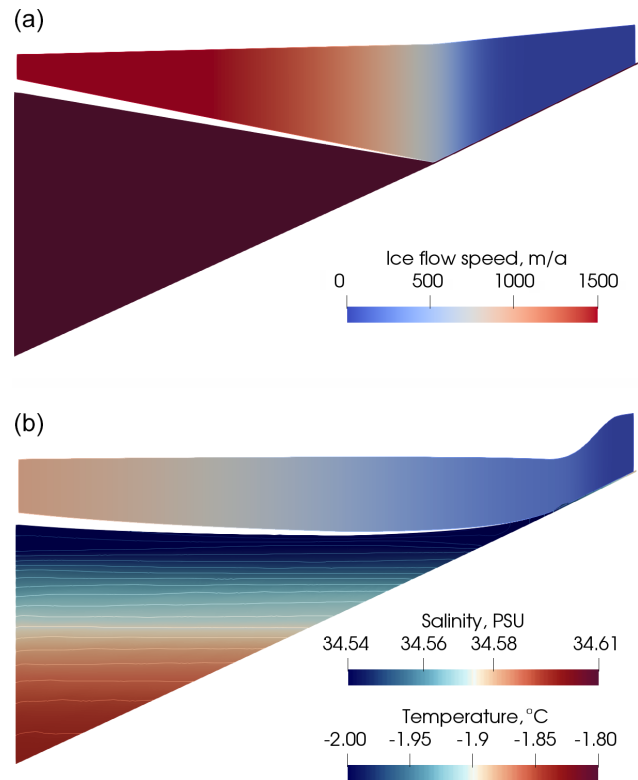 (a)
Ice flow speed, m/a
0 500 1000 1500
(b)
Salinity, PSU
34.54 34.56 34.58 34.61
Temperature, °C
-2.00 -1.95 -1.9 -1.85 -1.80